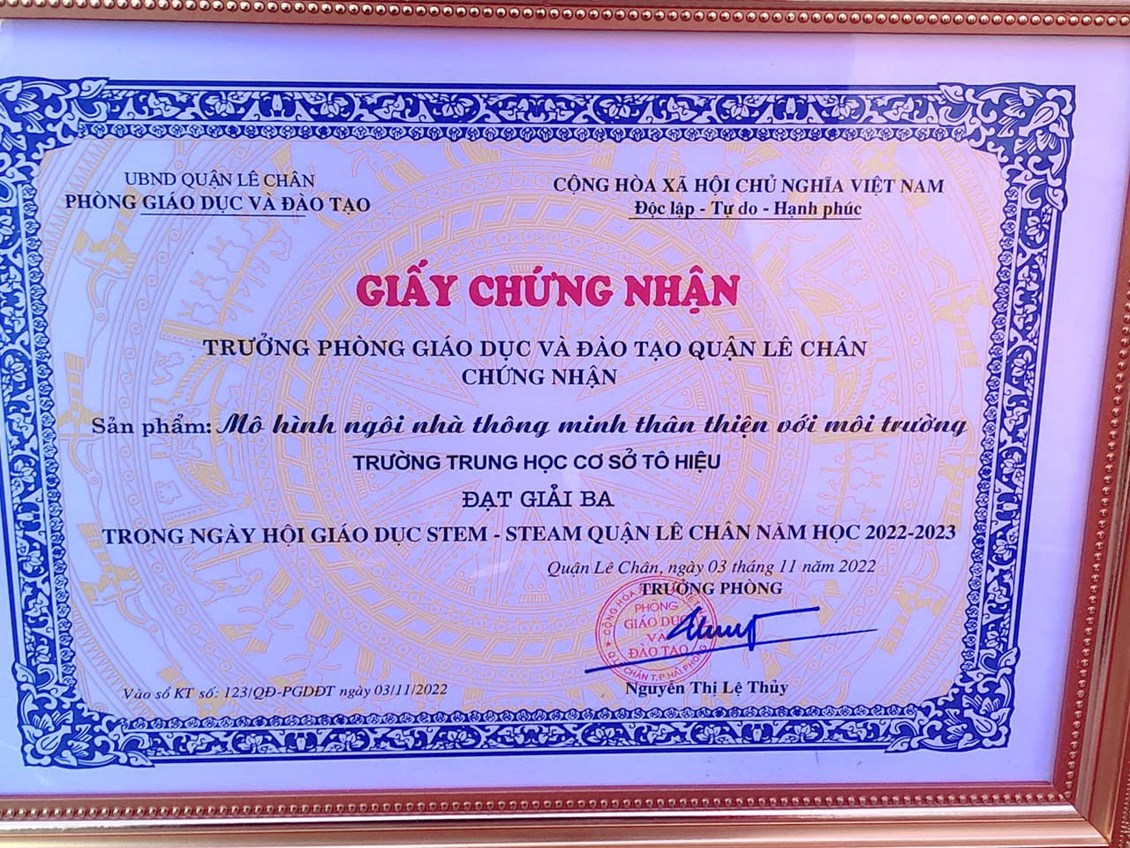 UBND QUẬN LÊ CHÂN
PHÒNG GIÁO DỤC VÀ ĐÀO TẠO
CỘNG HÒA XÃ HỘI CHỦ NGHĨA VIỆT NAM
Độc lập - Tự do - Hạnh phúc
GIẤY CHỨNG NHẬN
TRƯỞNG PHÒNG GIÁO DỤC VÀ ĐÀO TẠO QUẬN LÊ CHÂN
CHỨNG NHẬN
Sản phẩm: Mô hình ngôi nhà thông minh thân thiện với môi trường
TRƯỜNG TRUNG HỌC CƠ SỞ TÔ HIỆU
ĐẠT GIẢI BA
TRONG NGÀY HỘI GIÁO DỤC STEM - STEAM QUẬN LÊ CHÂN NĂM HỌC 2022-2023
Quận Lê Chân, ngày 03 tháng 11 năm 2022
TRƯỞNG PHÒNG
PHÒNG
GIÁO DỤC
VÀ
ĐÀO TẠO
Q.LÊ CHÂN T.P HẢI PHÒNG
Nguyễn Thị Lệ Thủy
Vào sổ KT số: 123/QĐ-PGDĐT ngày 03/11/2022